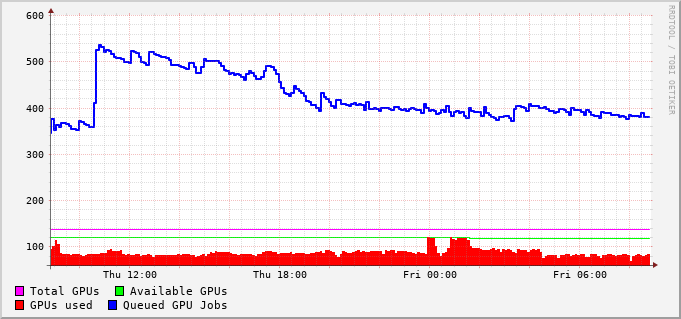 600
500
400
300
200
100
Thu 12:00 Thu 18:00 Fri 00:00 Fri 06:00
Total GPUs Available GPUs
GPUs used Queued GPU Jobs
RRDTOOL / TOBI OETIKER